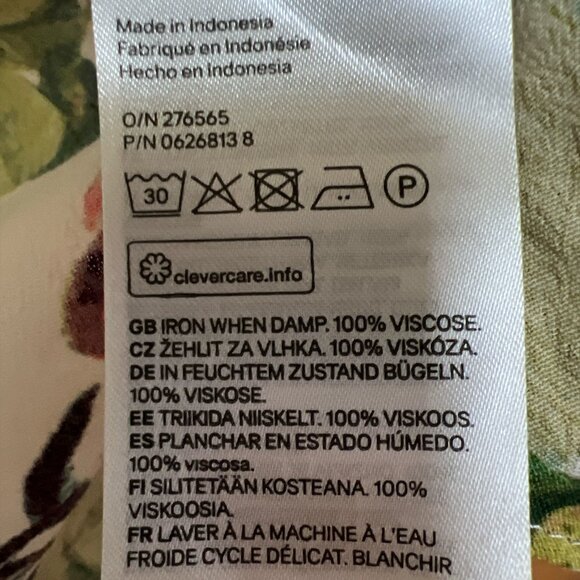 Made in Indonesia
Fabriqué en Indonésie
Hecho en Indonesia
O/N 276565
P/N 0626813 8
30
P
clevercare.info
GB IRON WHEN DAMP. 100% VISCOSE.
CZ ŽEHLIT ZA VLHKA. 100% VISKÓZA.
DE IN FEUCHTEM ZUSTAND BÜGELN.
100% VISKOSE.
EE TRIIKIDA NIISKELT. 100% VISKOOS.
ES PLANCHAR EN ESTADO HÚMEDO.
100% viscosa.
FI SILITETÄÄN KOSTEANA. 100%
VISKOOSIA.
FR LAVER À LA MACHINE À L'EAU
FROIDE CYCLE DÉLICAT. BLANCHIR